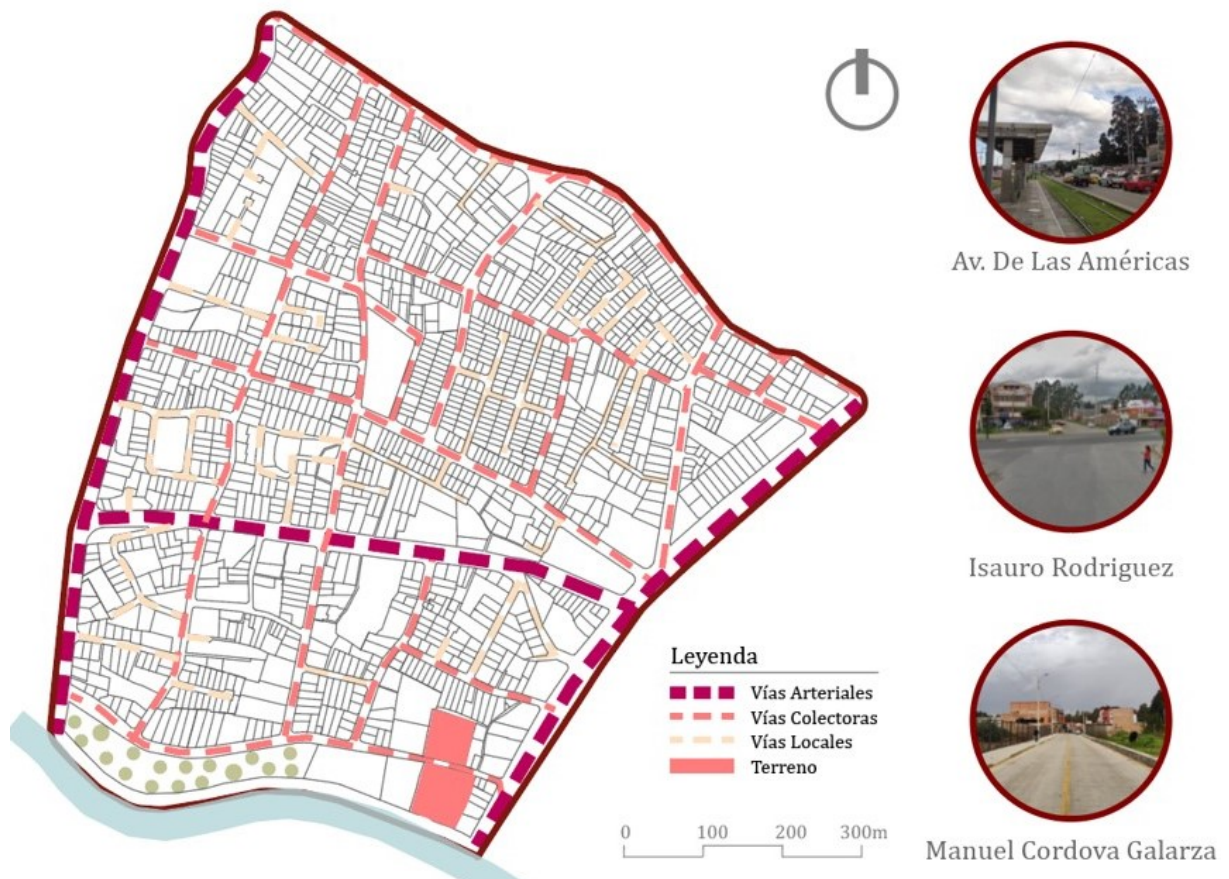 Av. De Las Américas
Isauro Rodriguez
Leyenda
Vías Arteriales
Vías Colectoras
Vías Locales
Terreno
0 100 200 300m
Manuel Cordova Galarza